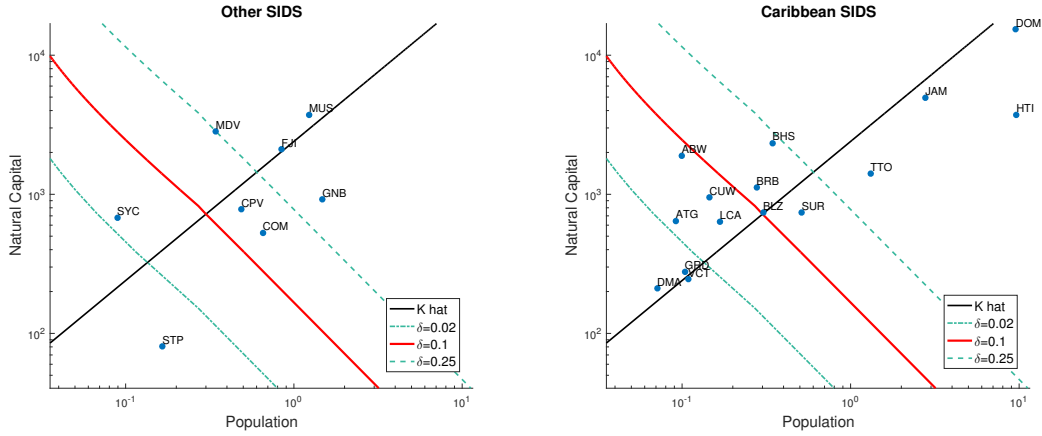 Other SIDS
Natural Capital
10^4
10^3
10^2
MUS
MDV
FJI
GNB
CPV
SYC
COM
STP
K hat
δ=0.02
δ=0.1
δ=0.25
10^-1
10^0
10^1
Population
Caribbean SIDS
Natural Capital
10^4
10^3
10^2
DOM
JAM
HTI
BHS
ABW
TTO
BRB
CUW
BLZ
SUR
ATG
LCA
GRD
VCT
DMA
K hat
δ=0.02
δ=0.1
δ=0.25
10^-1
10^0
10^1
Population